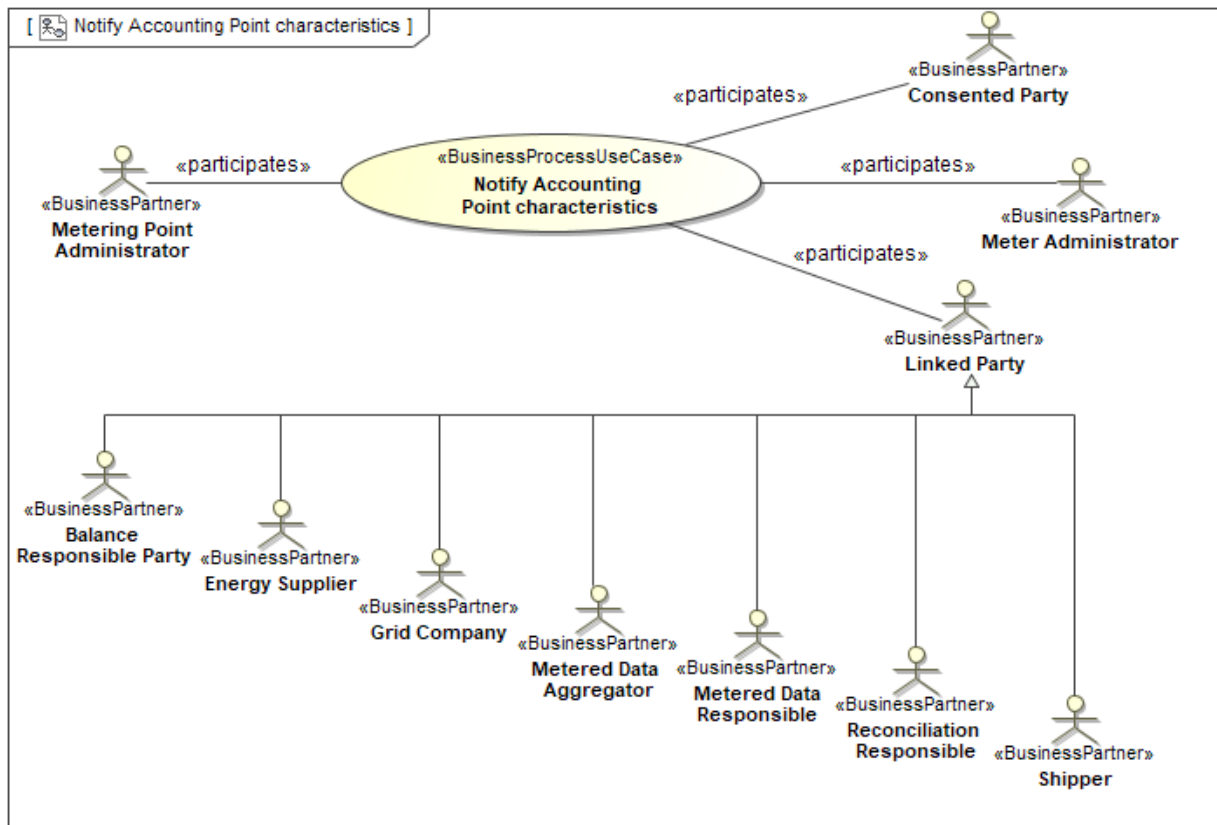 [ Notify Accounting Point characteristics ]
«BusinessPartner»
Consented Party
«participates»
«participates»
«BusinessPartner»
Metering Point
Administrator
«BusinessProcessUseCase»
Notify Accounting
Point characteristics
«participates»
«BusinessPartner»
Meter Administrator
«participates»
«BusinessPartner»
Linked Party
«BusinessPartner»
Balance
Responsible Party
«BusinessPartner»
Energy Supplier
«BusinessPartner»
Grid Company
«BusinessPartner»
Metered Data
Aggregator
«BusinessPartner»
Metered Data
Responsible
«BusinessPartner»
Reconciliation
Responsible
«BusinessPartner»
Shipper